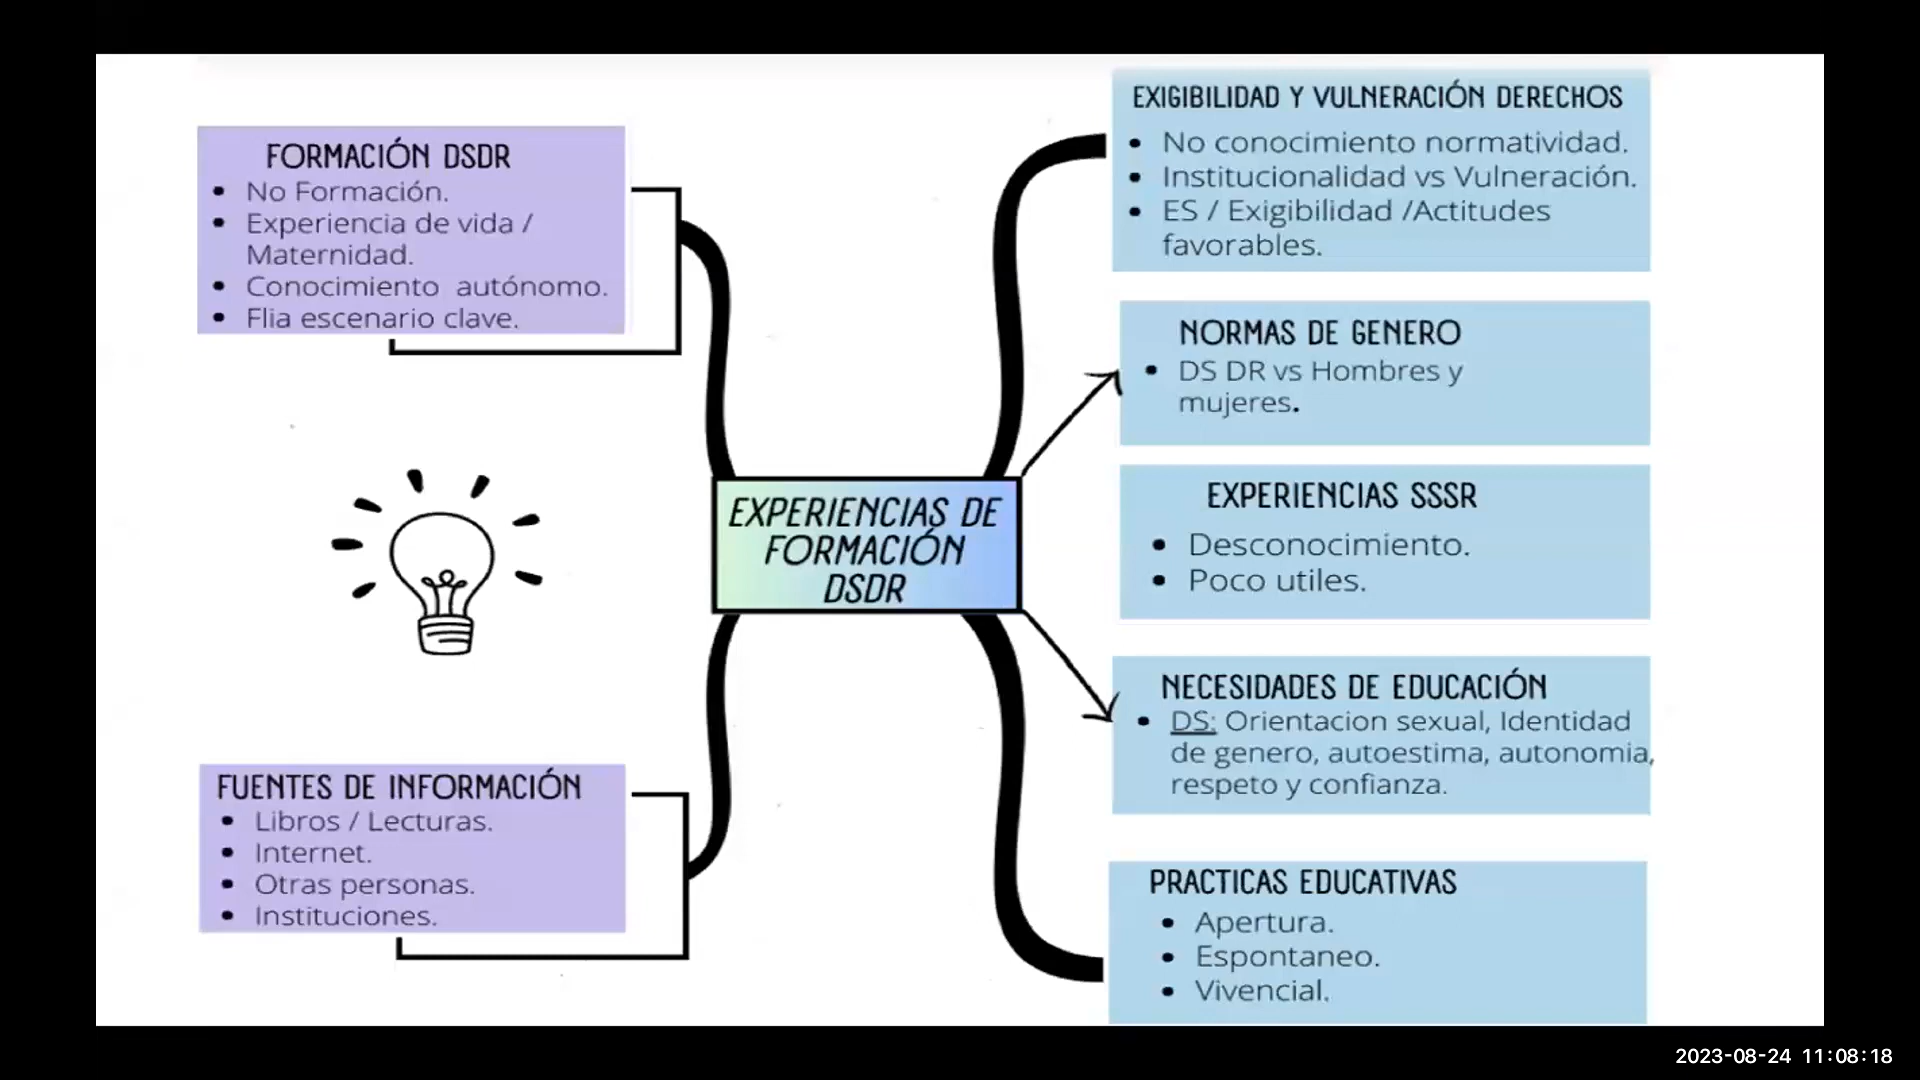 FORMACIÓN DSDR
• No Formación.
• Experiencia de vida /
Maternidad.
• Conocimiento autónomo.
• Flia escenario clave.
FUENTES DE INFORMACIÓN
• Libros / Lecturas.
• Internet.
• Otras personas.
• Instituciones.
EXPERIENCIAS DE
FORMACIÓN
DSDR
EXIGIBILIDAD Y VULNERACIÓN DERECHOS
• No conocimiento normatividad.
• Institucionalidad vs Vulneración.
• ES / Exigibilidad /Actitudes
favorables.
NORMAS DE GENERO
• DS DR vs Hombres y
mujeres.
EXPERIENCIAS SSSR
• Desconocimiento.
• Poco utiles.
NECESIDADES DE EDUCACIÓN
• DS: Orientacion sexual, Identidad
de genero, autoestima, autonomia,
respeto y confianza.
PRACTICAS EDUCATIVAS
• Apertura.
• Espontaneo.
• Vivencial.
2023-08-24 11:08:18